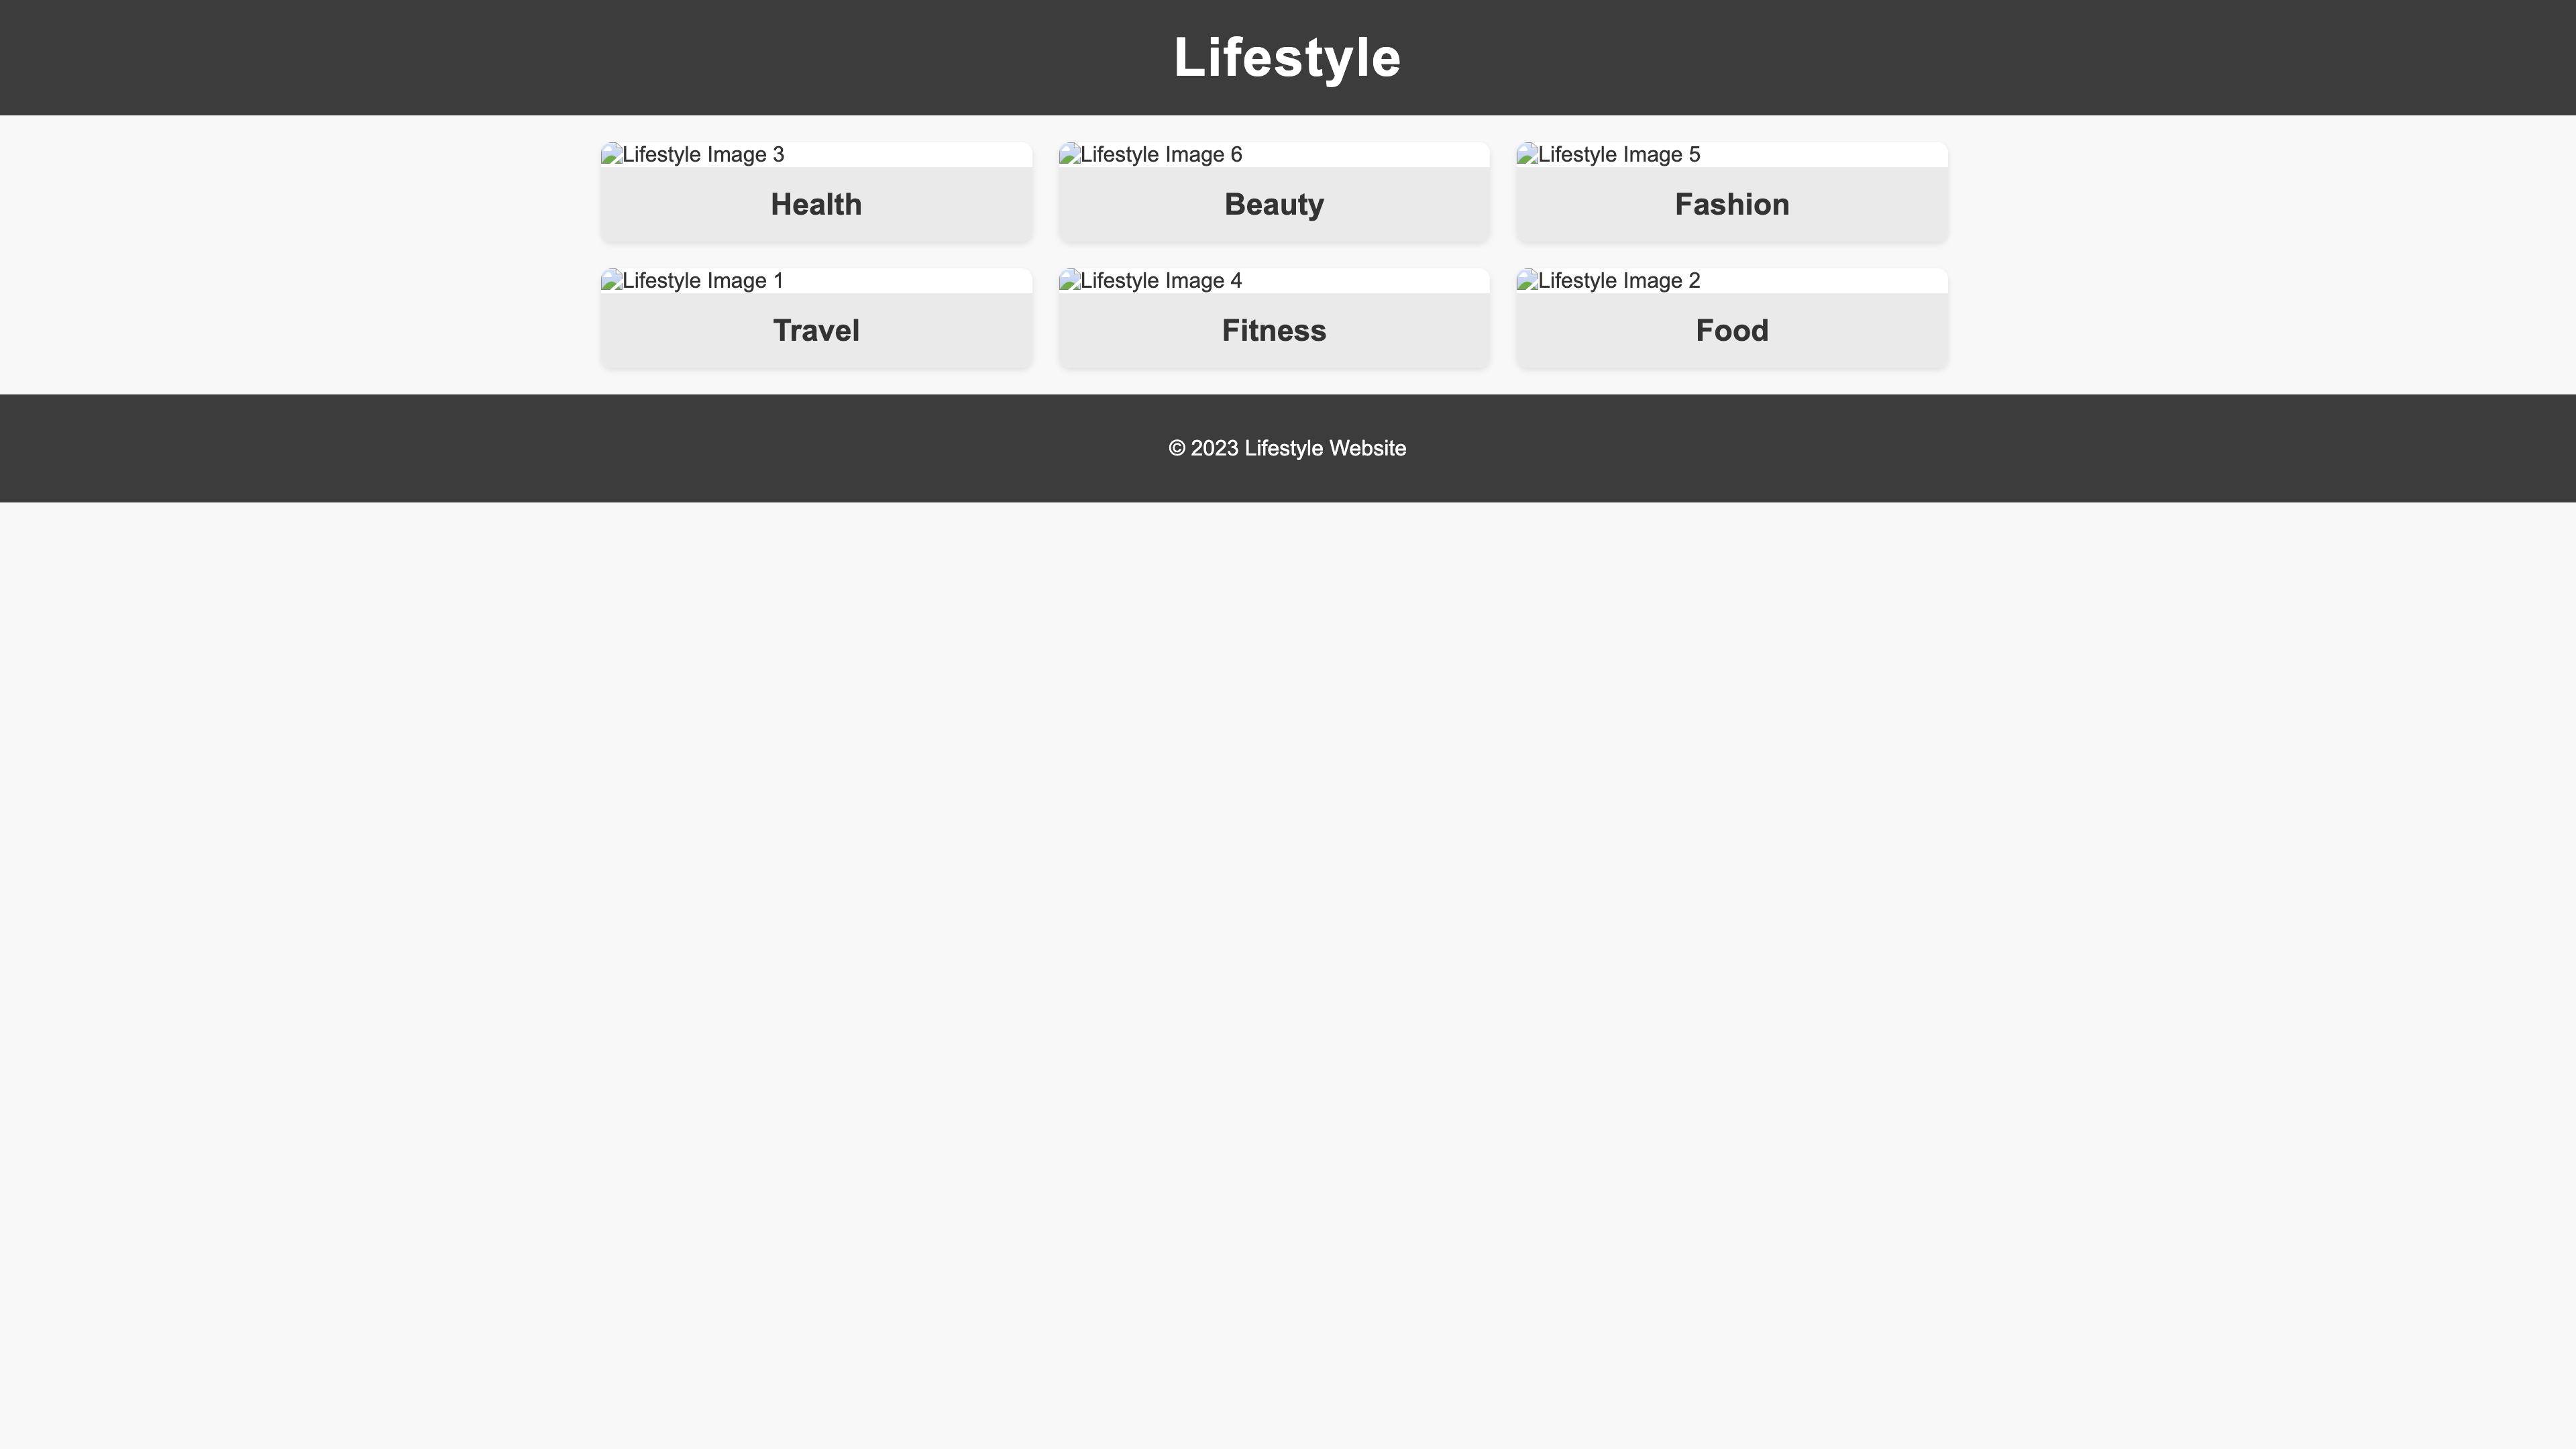 Lifestyle
Lifestyle Image 3
Lifestyle Image 6
Lifestyle Image 5
Health
Beauty
Fashion
Lifestyle Image 1
Lifestyle Image 4
Lifestyle Image 2
Travel
Fitness
Food
© 2023 Lifestyle Website